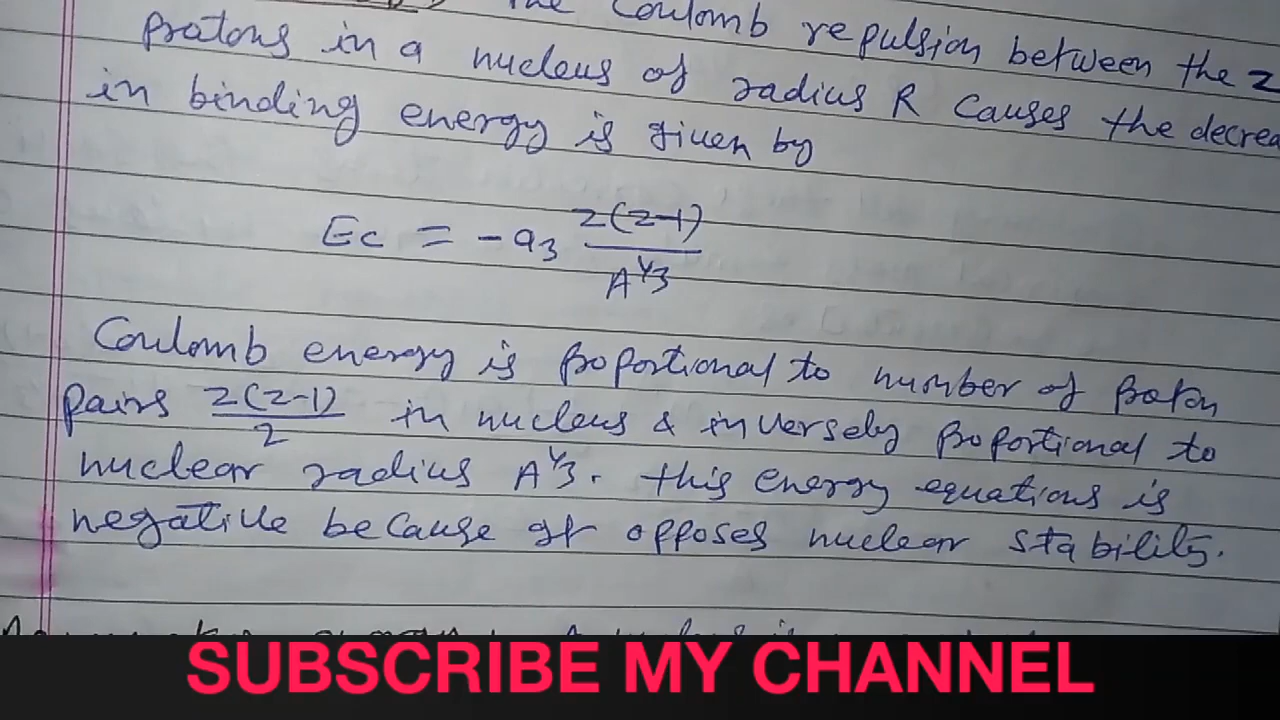 The Coulomb repulsion between the Z
protons in a nucleus of radius R causes the decrea
in binding energy is given by
Ec = -a3 Z(Z-1)/A^1/3
Coulomb energy is proportional to number of proton
pairs Z(Z-1)/2 in nucleus & inversely proportional to
nuclear radius A^1/3. this energy equations is
negative because it opposes nuclear stability.
SUBSCRIBE MY CHANNEL